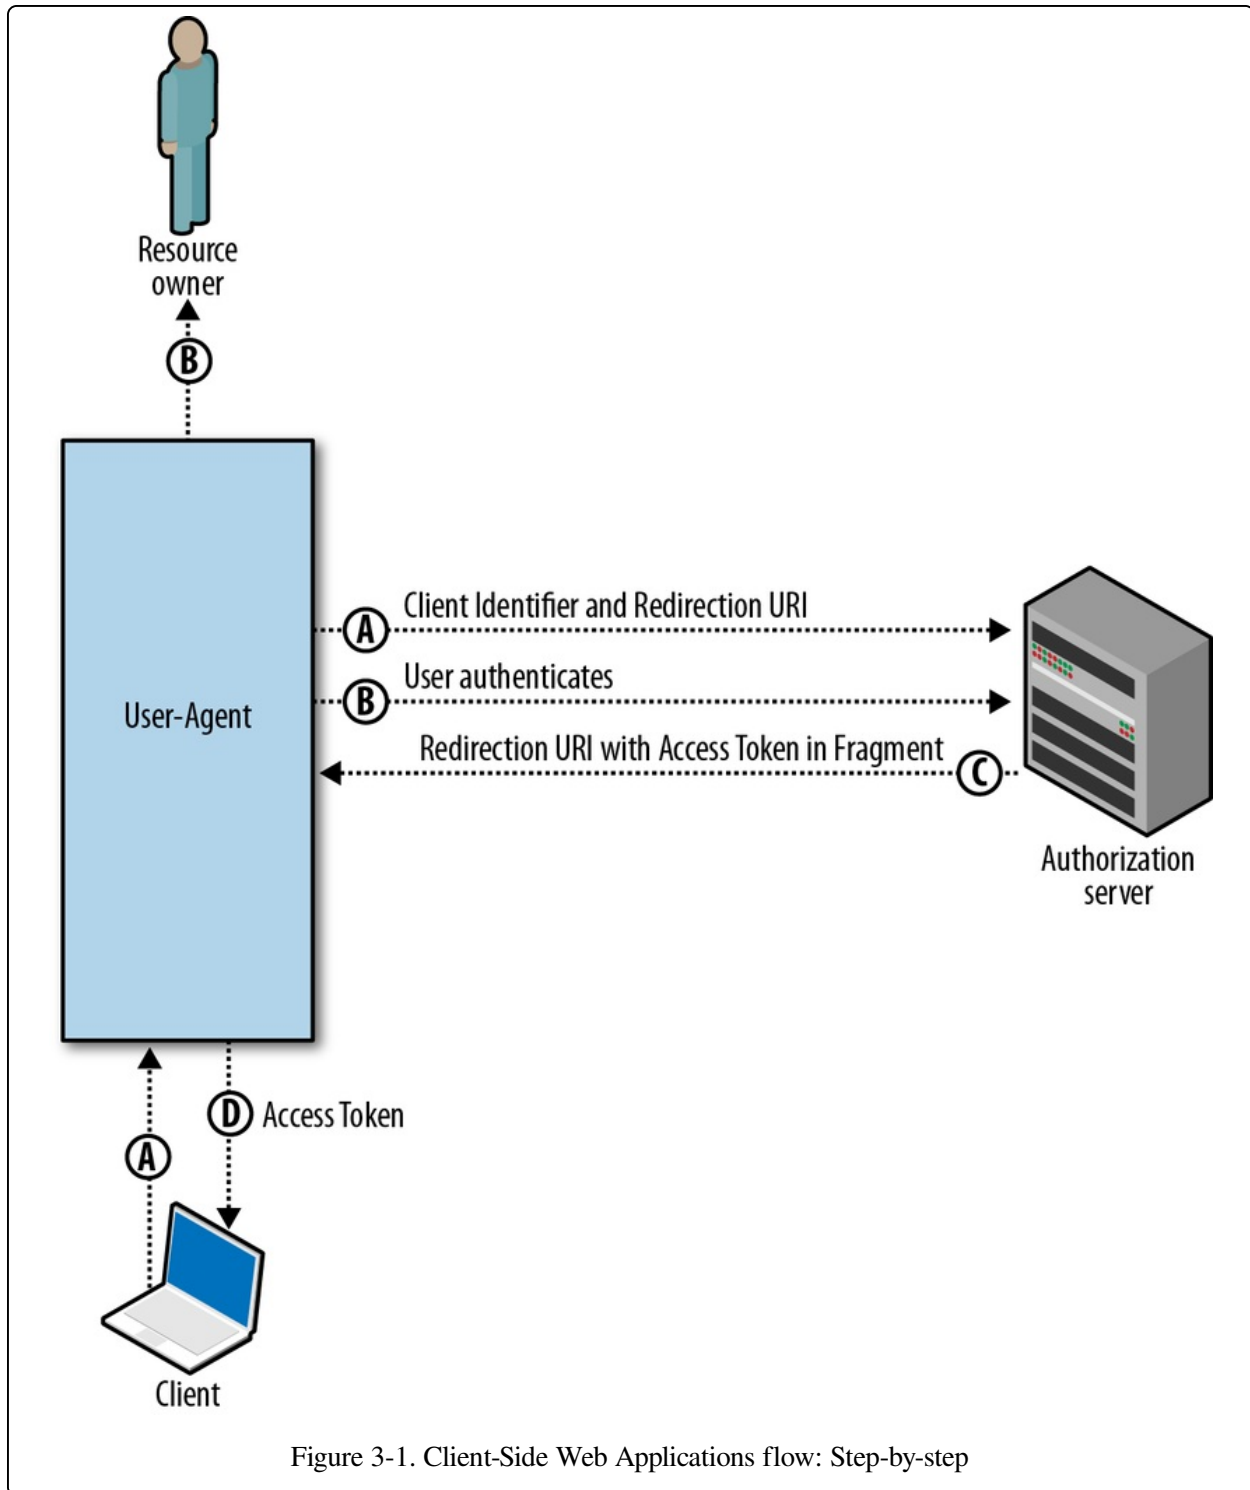 Resource
owner
B
A Client Identifier and Redirection URI
B User authenticates
User-Agent
Redirection URI with Access Token in Fragment C
Authorization
server
D Access Token
A
Client
Figure 3-1. Client-Side Web Applications flow: Step-by-step